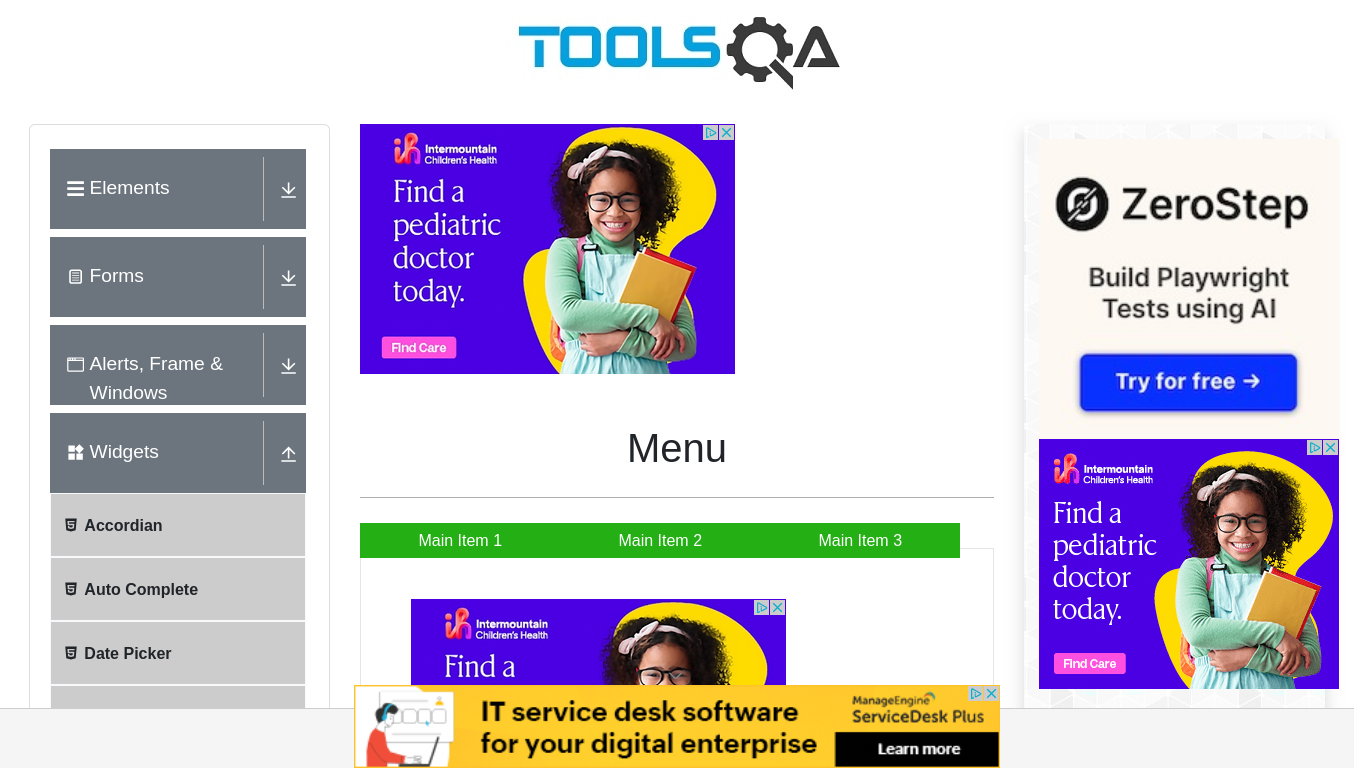 TOOLSQA
Elements
Forms
Alerts, Frame &
Windows
Widgets
Accordian
Auto Complete
Date Picker
Intermountain
Children's Health
Find a
pediatric
doctor
today.
Find Care
Menu
Main Item 1
Main Item 2
Main Item 3
Intermountain
Children's Health
Find a
ZeroStep
Build Playwright
Tests using AI
Try for free →
Intermountain
Children's Health
Find a
pediatric
doctor
today.
Find Care
IT service desk software
for your digital enterprise
ManageEngine
ServiceDesk Plus
Learn more